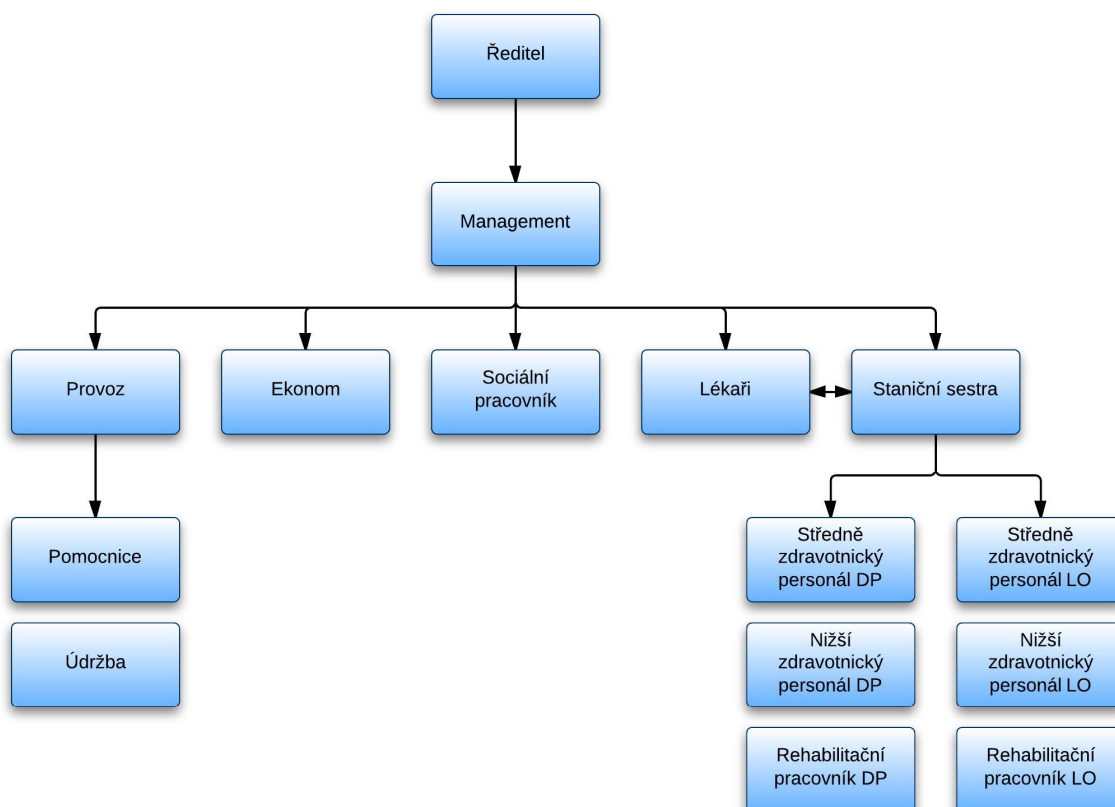 Ředitel
Management
Provoz
Ekonom
Sociální
pracovník
Lékaři
Staniční sestra
Pomocnice
Středně
zdravotnický
personál DP
Středně
zdravotnický
personál LO
Údržba
Nižší
zdravotnický
personál DP
Nižší
zdravotnický
personál LO
Rehabilitační
pracovník DP
Rehabilitační
pracovník LO